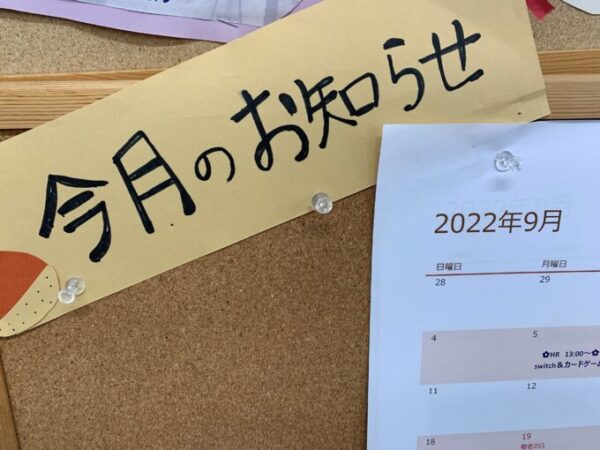 今月のお知らせ
2022年9月
日曜日 月曜日
28 29
4 5
✿HR 13:00～✿
switch＆カードゲーム
11 12
18 19
敬老の日